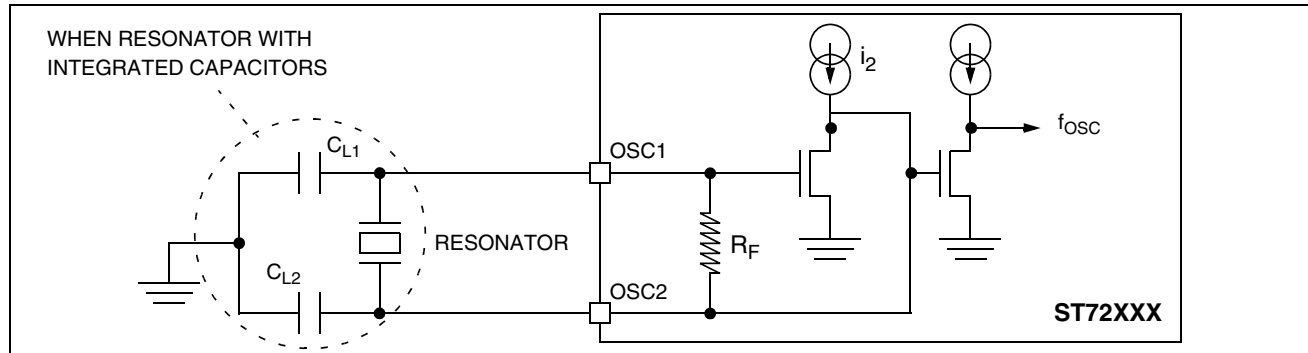 WHEN RESONATOR WITH
INTEGRATED CAPACITORS
CL1
CL2
RESONATOR
OSC1
OSC2
RF
i2
fOSC
ST72XXX